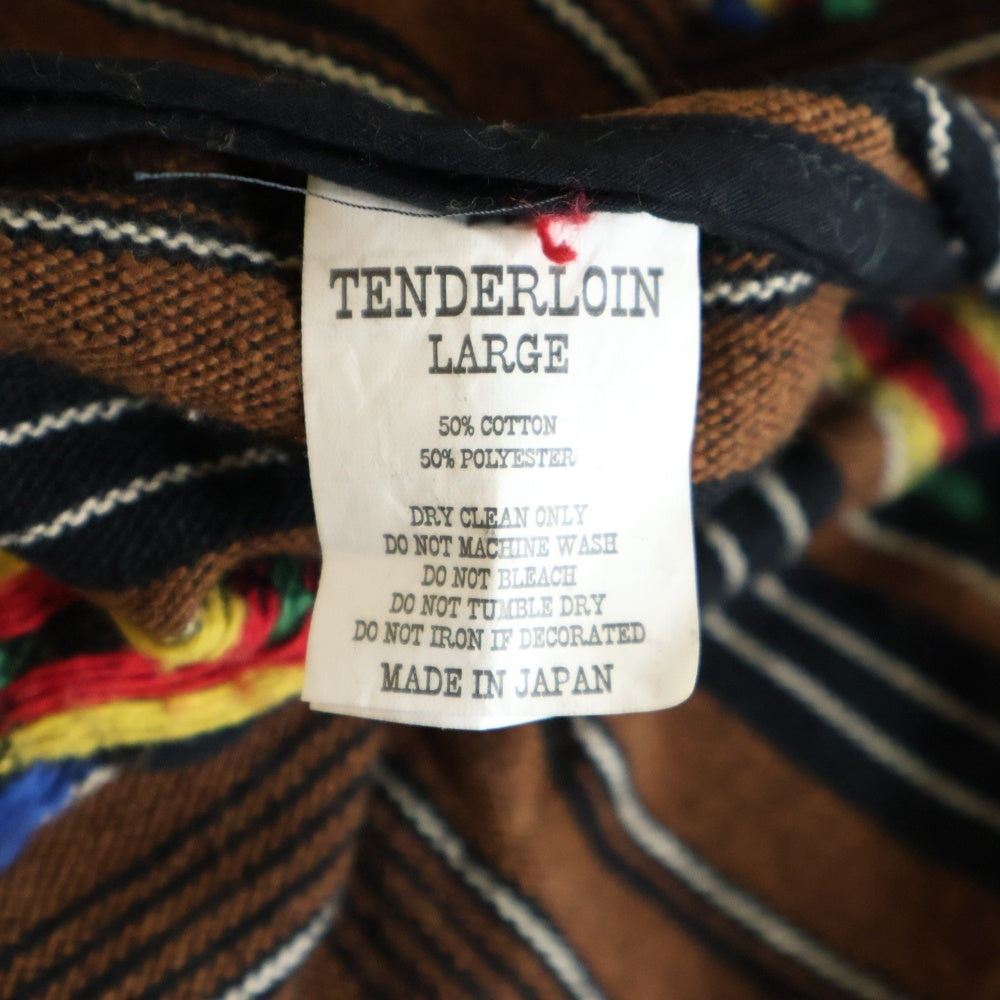 TENDERLOIN
LARGE
50% COTTON
50% POLYESTER
DRY CLEAN ONLY
DO NOT MACHINE WASH
DO NOT BLEACH
DO NOT TUMBLE DRY
DO NOT IRON IF DECORATED
MADE IN JAPAN